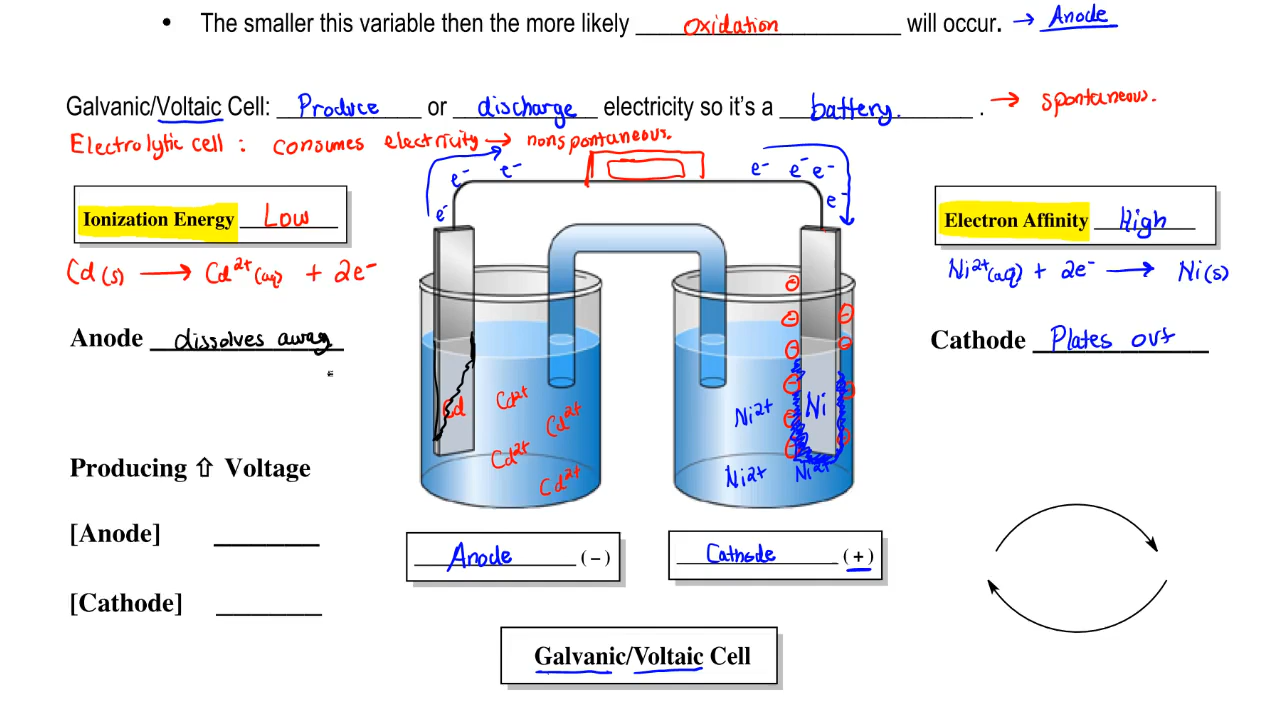 • The smaller this variable then the more likely oxidation will occur. → Anode
Galvanic/Voltaic Cell: Produce or discharge electricity so it's a battery. . → spontaneous.
Electrolytic cell : consumes electricity → nonspontaneous.
e⁻ e⁻ e⁻
e⁻ e⁻ e⁻ e⁻
Ionization Energy Low
Electron Affinity High
Cd(s) → Cd²⁺(aq) + 2e⁻
Ni²⁺(aq) + 2e⁻ → Ni(s)
Anode dissolves away
Cathode Plates out
Cd Cd²⁺ Cd²⁺
Cd²⁺ Cd²⁺
Ni²⁺ Ni
Ni²⁺ Ni²⁺
Producing ⇧ Voltage
[Anode] ______
[Cathode] ______
Anode (−)
Cathode (+)
Galvanic/Voltaic Cell